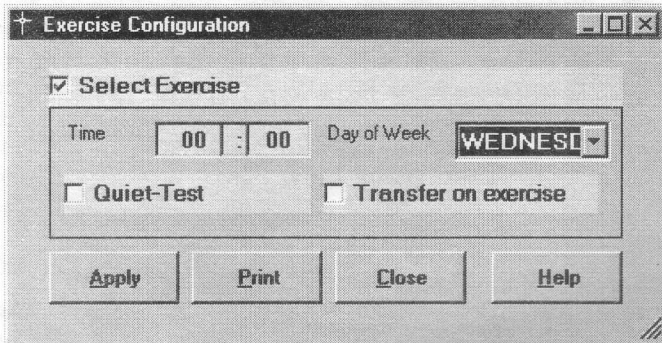 Exercise Configuration
Select Exercise
Time 00 : 00 Day of Week WEDNESD
Quiet-Test Transfer on exercise
Apply Print Close Help